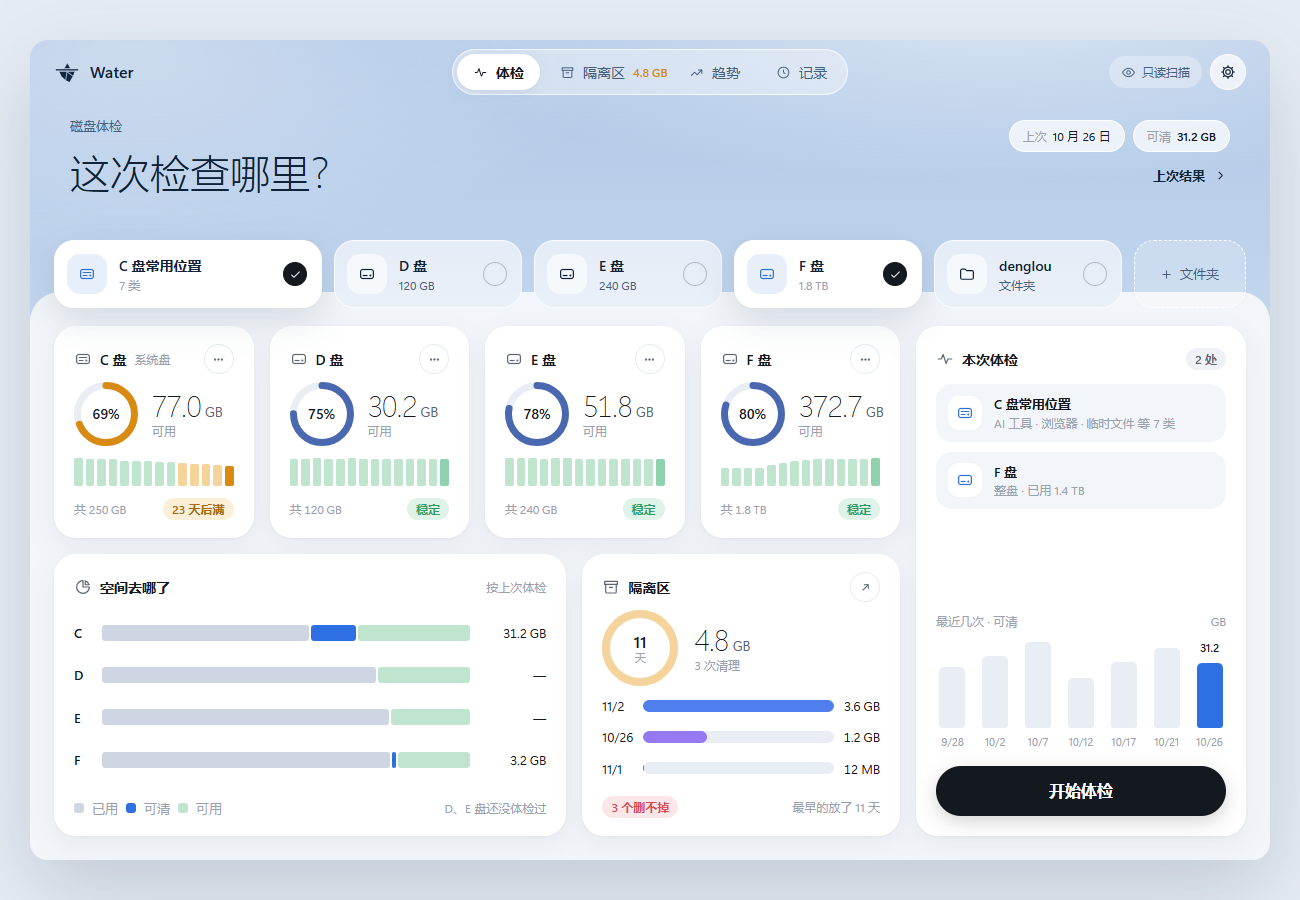 Water
体检
隔离区 4.8 GB
趋势
记录
只读扫描
磁盘体检
这次检查哪里?
上次 10 月 26 日
可清 31.2 GB
上次结果
C 盘常用位置
7 类
D 盘
120 GB
E 盘
240 GB
F 盘
1.8 TB
denglou
文件夹
+ 文件夹
C 盘 系统盘
69%
77.0 GB
可用
共 250 GB
23 天后满
D 盘
75%
30.2 GB
可用
共 120 GB
稳定
E 盘
78%
51.8 GB
可用
共 240 GB
稳定
F 盘
80%
372.7 GB
可用
共 1.8 TB
稳定
本次体检
2 处
C 盘常用位置
AI 工具 · 浏览器 · 临时文件 等 7 类
F 盘
整盘 · 已用 1.4 TB
最近几次 · 可清
GB
31.2
9/28
10/2
10/7
10/12
10/17
10/21
10/26
开始体检
空间去哪了
按上次体检
C
31.2 GB
D
—
E
—
F
3.2 GB
已用
可清
可用
D、E 盘还没体检过
隔离区
11
天
4.8 GB
3 次清理
11/2
3.6 GB
10/26
1.2 GB
11/1
12 MB
3 个删不掉
最早的放了 11 天